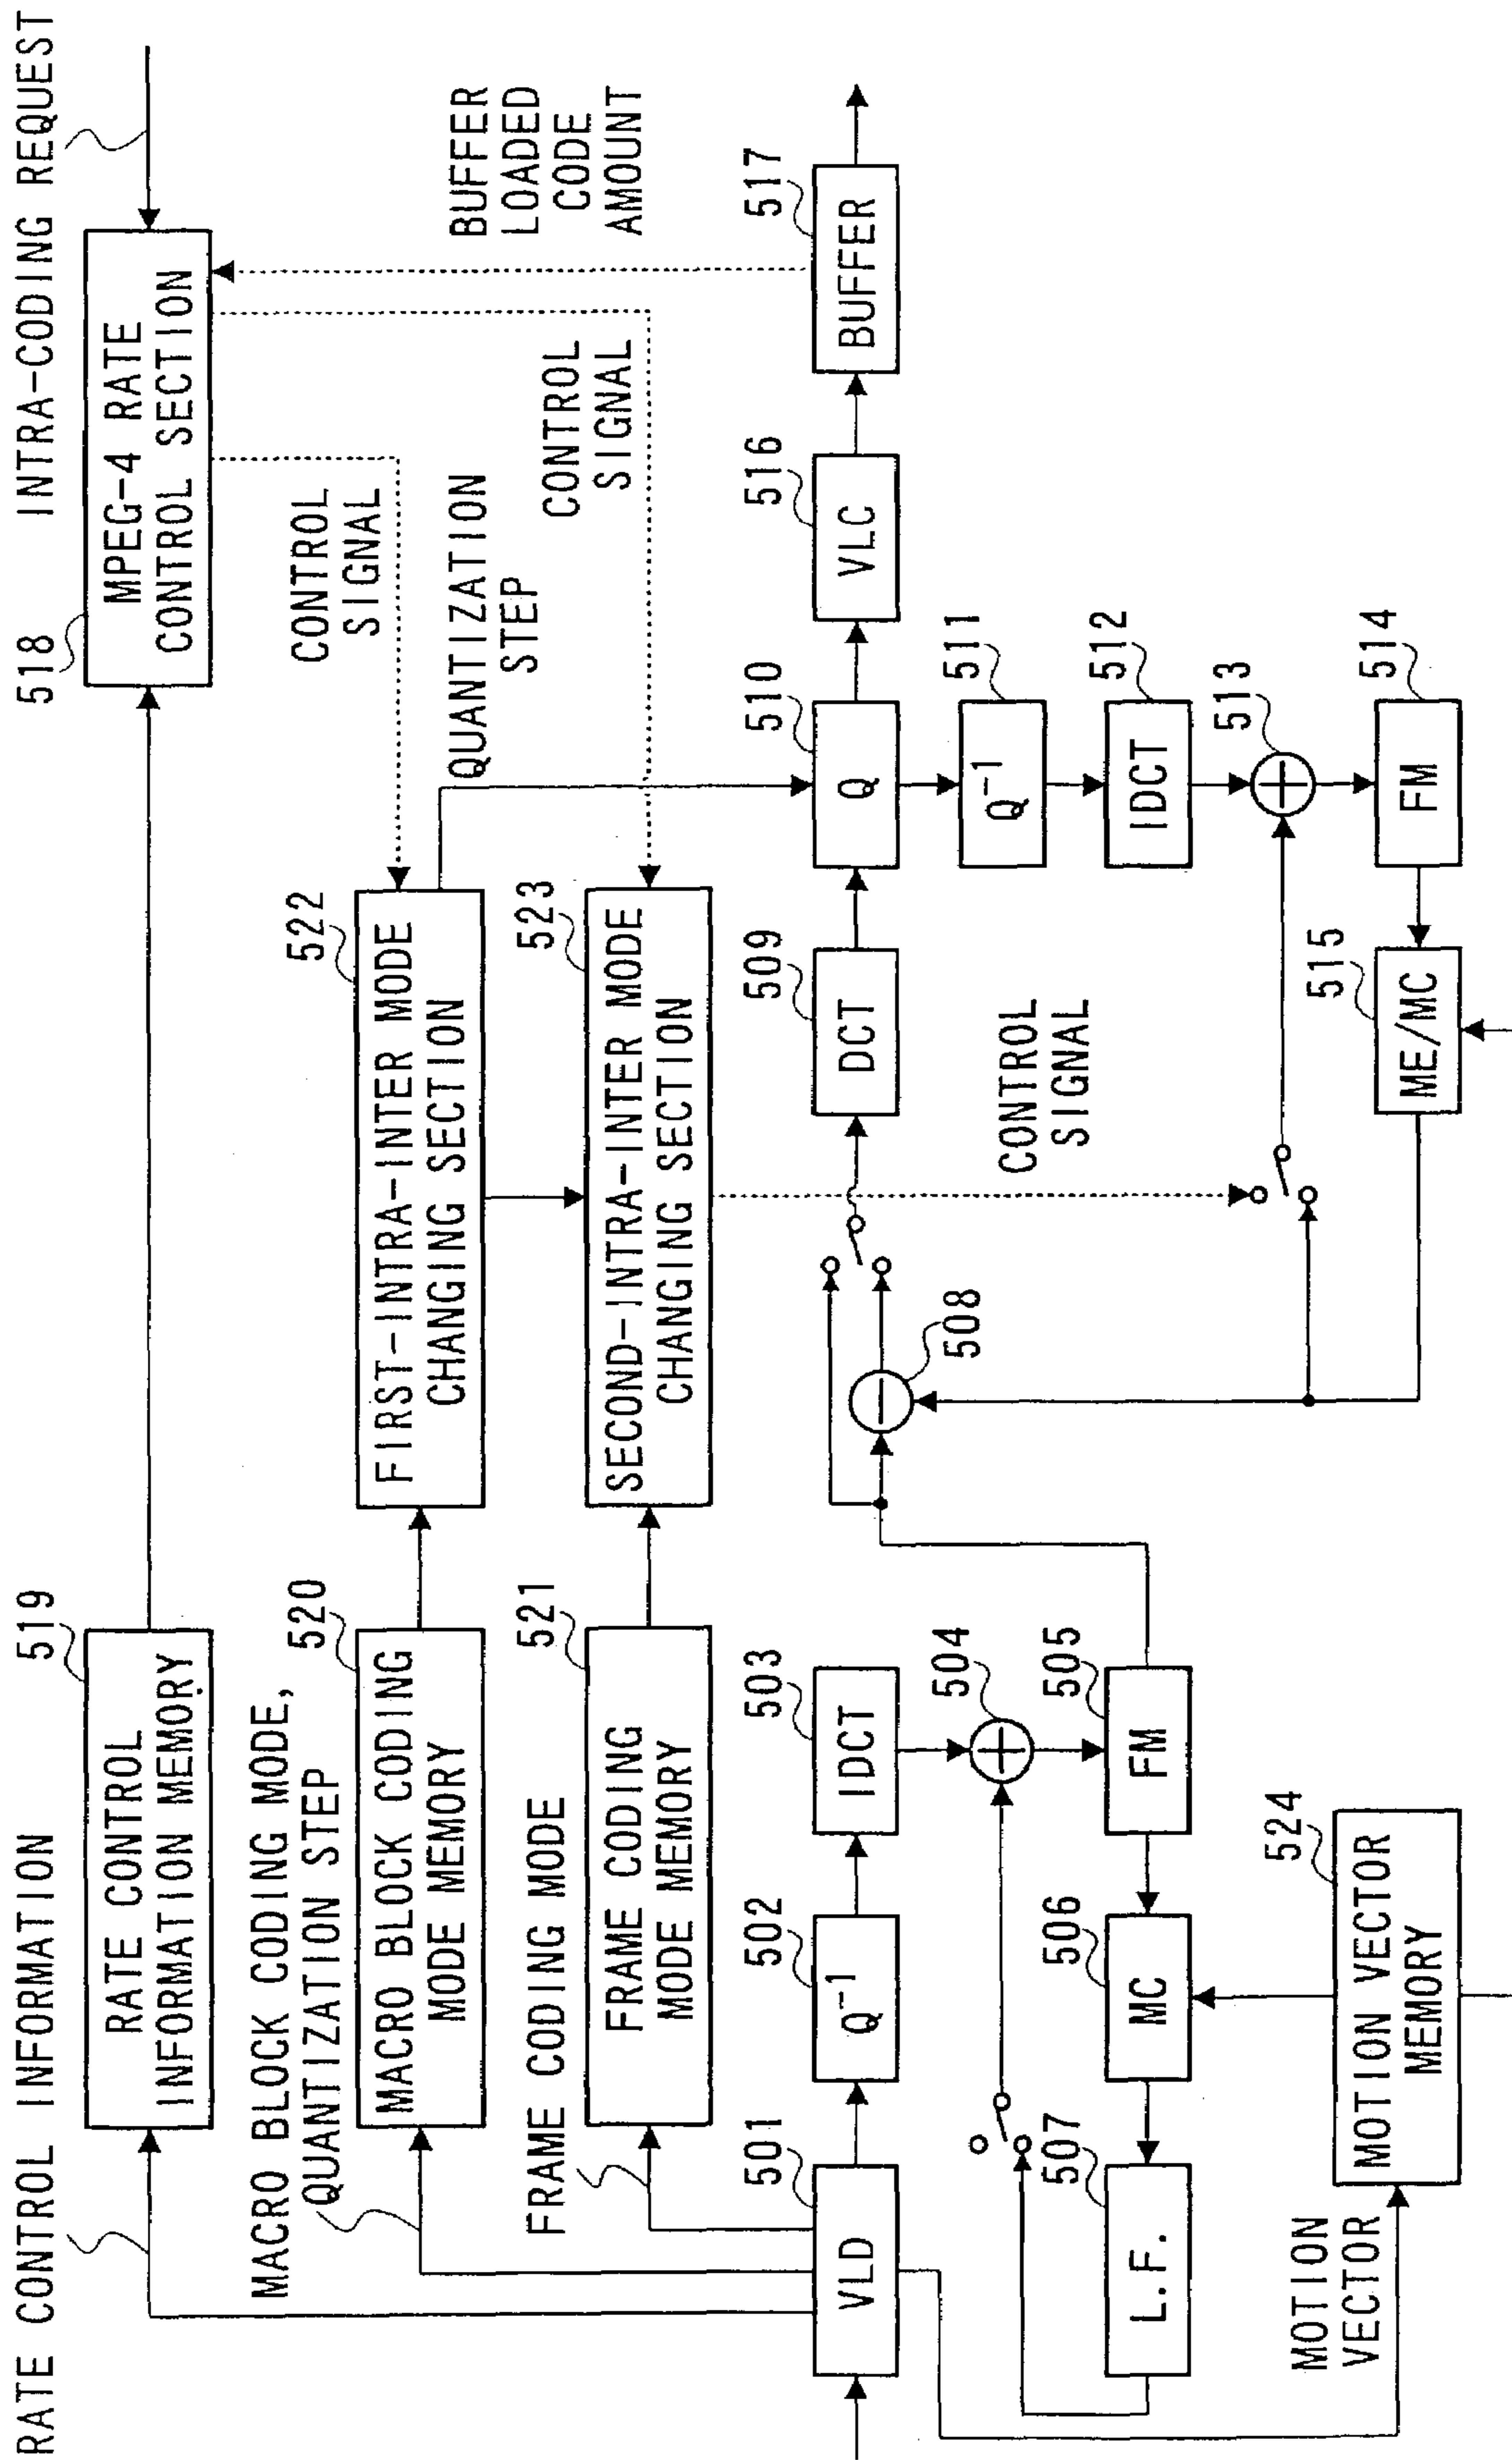 RATE CONTROL INFORMATION
519
INTRA-CODING REQUEST
518
RATE CONTROL
INFORMATION MEMORY
MPEG-4 RATE
CONTROL SECTION
MACRO BLOCK CODING MODE,
QUANTIZATION STEP
520
522
CONTROL
SIGNAL
MACRO BLOCK CODING
MODE MEMORY
FIRST-INTRA-INTER MODE
CHANGING SECTION
QUANTIZATION
STEP
BUFFER
LOADED
CODE
AMOUNT
FRAME CODING MODE
521
523
CONTROL
SIGNAL
FRAME CODING
MODE MEMORY
SECOND-INTRA-INTER MODE
CHANGING SECTION
501
502
503
509
510
516
517
VLD
Q⁻¹
IDCT
DCT
Q
VLC
BUFFER
504
508
CONTROL
SIGNAL
511
Q⁻¹
507
506
505
512
L.F.
MC
FM
IDCT
513
MOTION
VECTOR
524
MOTION VECTOR
MEMORY
515
514
ME/MC
FM